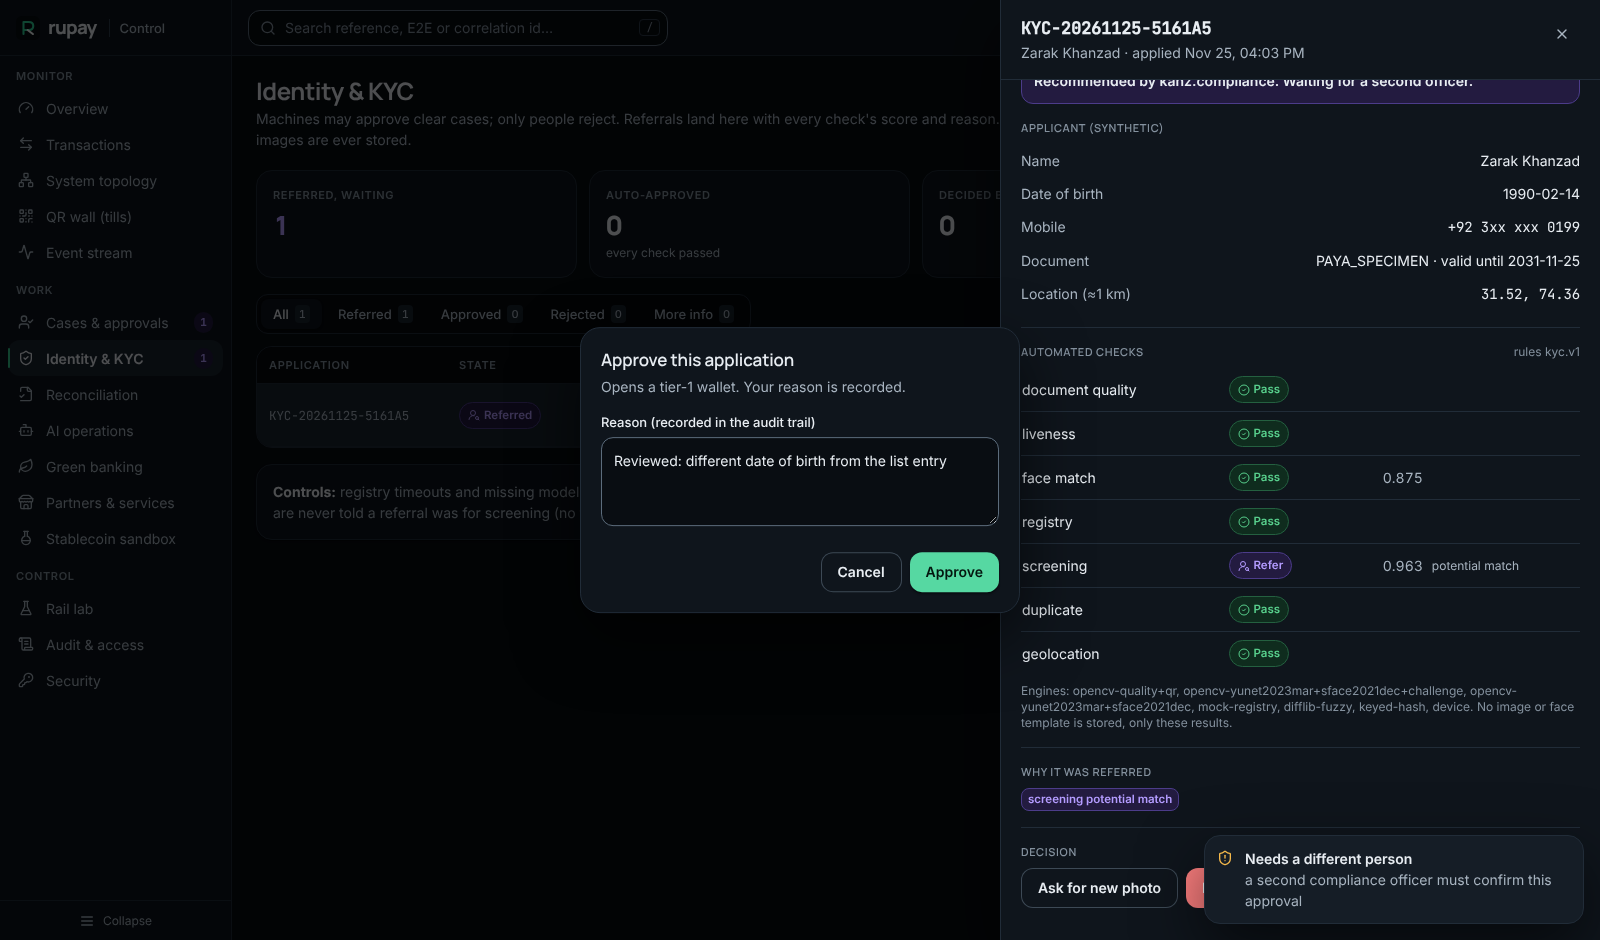 rupay
Control
Search reference, E2E or correlation id...
/
MONITOR
Overview
Transactions
System topology
QR wall (tills)
Event stream
WORK
Cases & approvals 1
Identity & KYC 1
Reconciliation
AI operations
Green banking
Partners & services
Stablecoin sandbox
CONTROL
Rail lab
Audit & access
Security
Collapse
Identity & KYC
Machines may approve clear cases; only people reject. Referrals land here with every check's score and reason.
images are ever stored.
REFERRED, WAITING
1
AUTO-APPROVED
0
every check passed
DECIDED
0
All 1
Referred 1
Approved 0
Rejected 0
More info 0
APPLICATION STATE
KYC-20261125-5161A5 Referred
Controls: registry timeouts and missing model
are never told a referral was for screening (no
Approve this application
Opens a tier-1 wallet. Your reason is recorded.
Reason (recorded in the audit trail)
Reviewed: different date of birth from the list entry
Cancel
Approve
KYC-20261125-5161A5
Zarak Khanzad · applied Nov 25, 04:03 PM
Recommended by kanz.compliance. Waiting for a second officer.
APPLICANT (SYNTHETIC)
Name Zarak Khanzad
Date of birth 1990-02-14
Mobile +92 3xx xxx 0199
Document PAYA_SPECIMEN · valid until 2031-11-25
Location (≈1 km) 31.52, 74.36
AUTOMATED CHECKS rules kyc.v1
document quality Pass
liveness Pass
face match Pass 0.875
registry Pass
screening Refer 0.963 potential match
duplicate Pass
geolocation Pass
Engines: opencv-quality+qr, opencv-yunet2023mar+sface2021dec+challenge, opencv-
yunet2023mar+sface2021dec, mock-registry, difflib-fuzzy, keyed-hash, device. No image or face
template is stored, only these results.
WHY IT WAS REFERRED
screening potential match
DECISION
Ask for new photo
Needs a different person
a second compliance officer must confirm this
approval